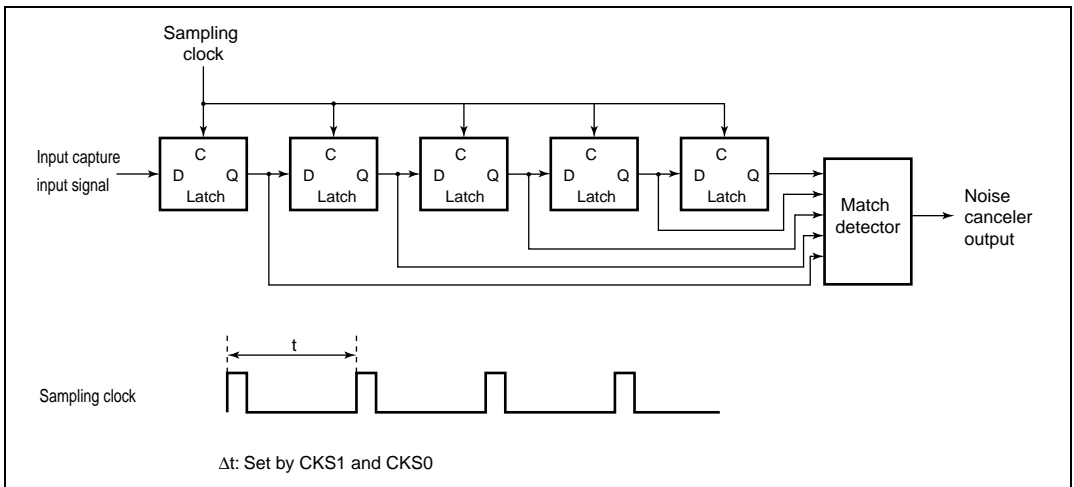 Sampling
clock
Input capture
input signal
C
D Q
Latch
C
D Q
Latch
C
D Q
Latch
C
D Q
Latch
C
D Q
Latch
Match
detector
Noise
canceler
output
t
Sampling clock
Δt: Set by CKS1 and CKS0